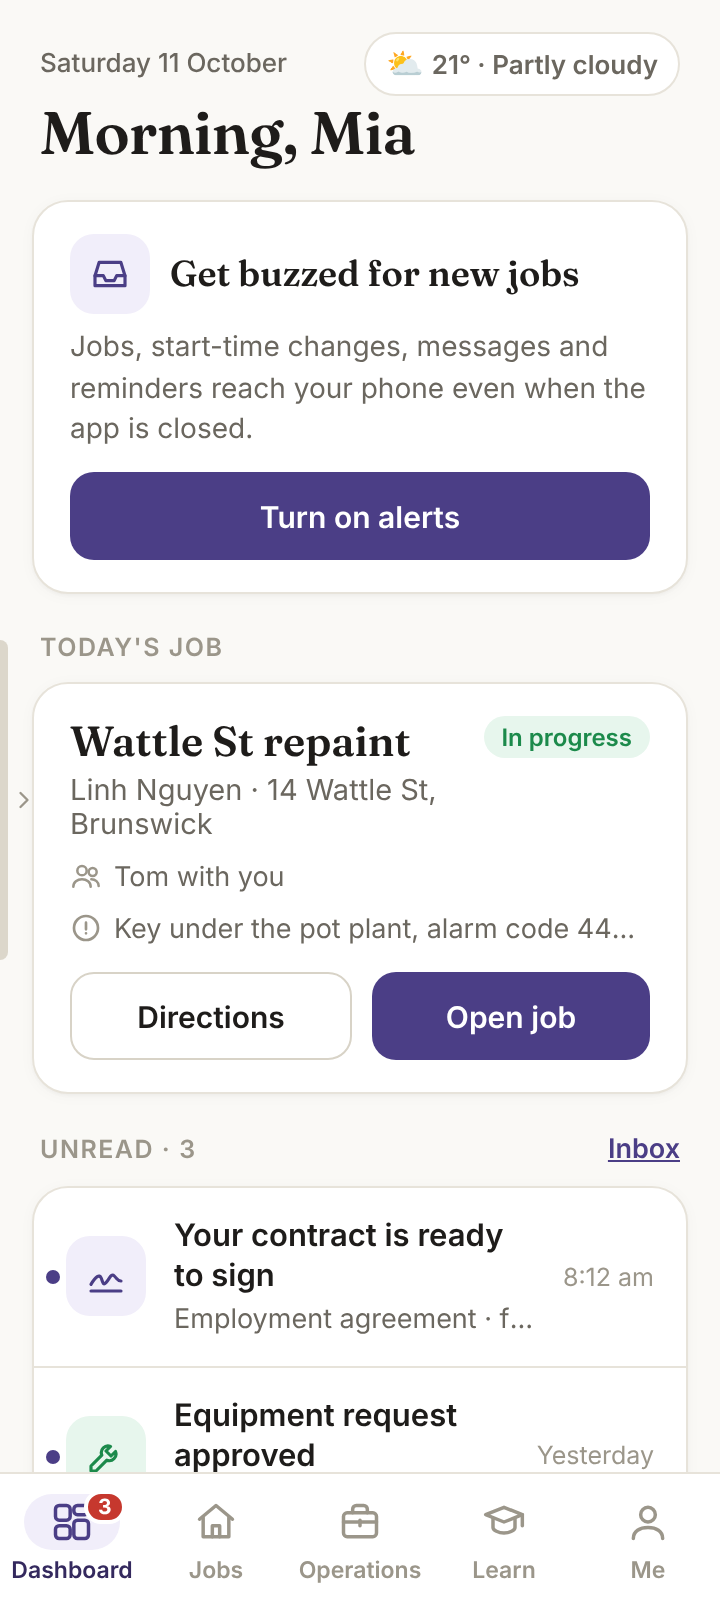 Saturday 11 October
21° · Partly cloudy
Morning, Mia
Get buzzed for new jobs
Jobs, start-time changes, messages and
reminders reach your phone even when the
app is closed.
Turn on alerts
TODAY'S JOB
Wattle St repaint
In progress
Linh Nguyen · 14 Wattle St,
Brunswick
Tom with you
Key under the pot plant, alarm code 44...
Directions
Open job
UNREAD · 3
Inbox
Your contract is ready
to sign
8:12 am
Employment agreement · f...
Equipment request
approved
Yesterday
3
Dashboard
Jobs
Operations
Learn
Me